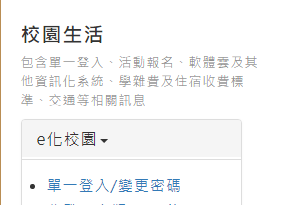 校園生活
包含單一登入、活動報名、軟體雲及其
他資訊化系統、學雜費及住宿收費標
準、交通等相關訊息
e化校園
單一登入/變更密碼